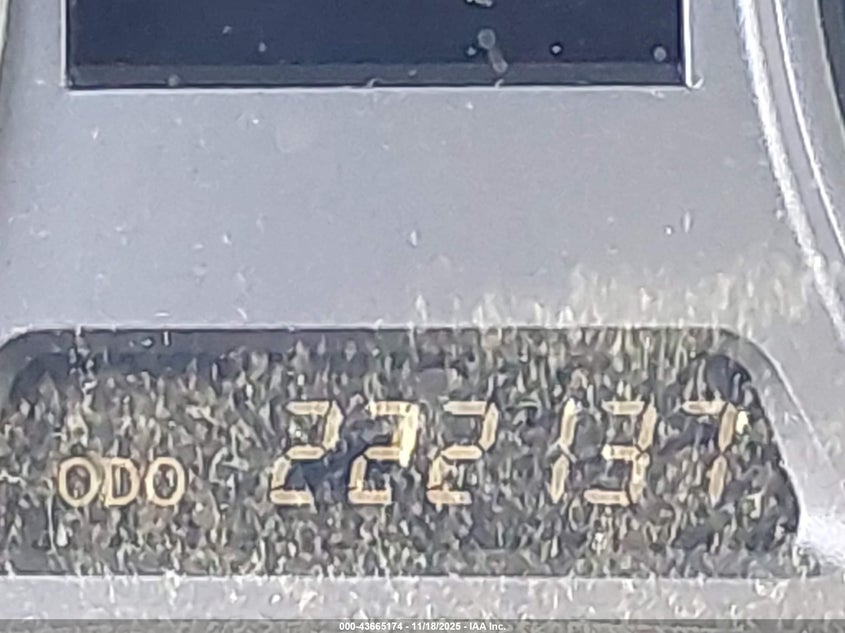 ODO 222137
000-43665174 - 11/18/2025 - IAA Inc.